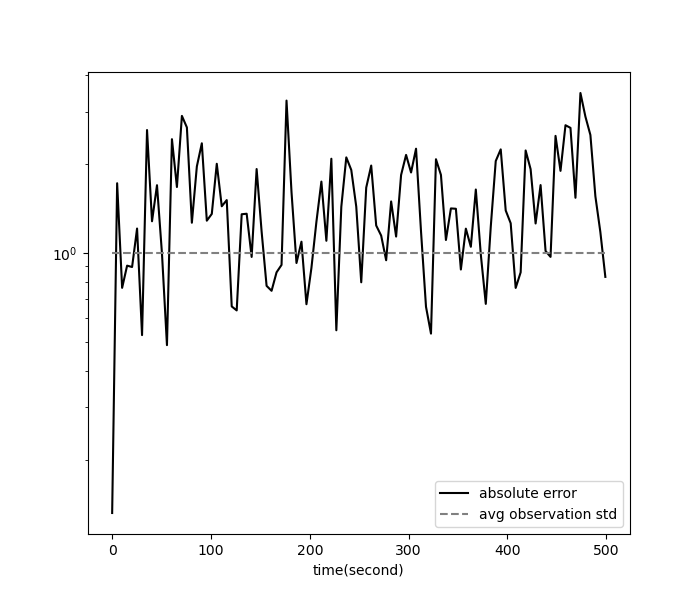 10⁰
0 100 200 300 400 500
time(second)
absolute error
avg observation std